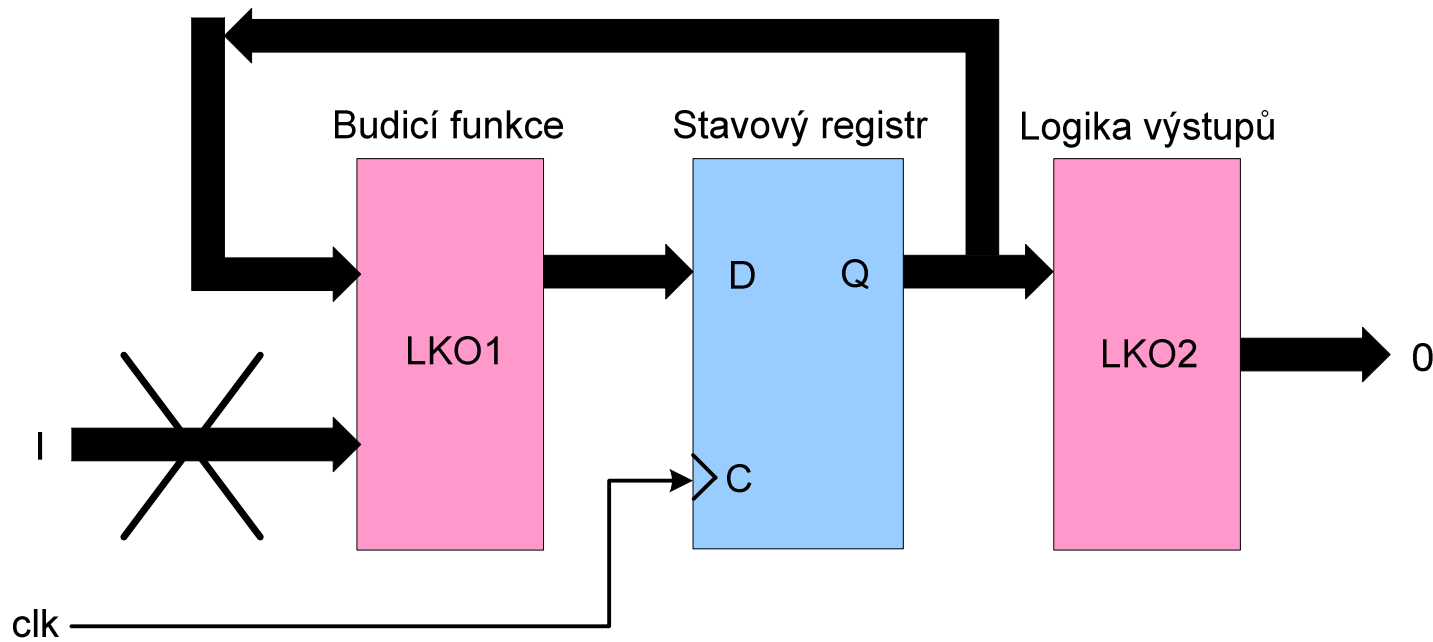 Budicí funkce
Stavový registr
Logika výstupů
D
Q
LKO1
LKO2
0
I
C
clk